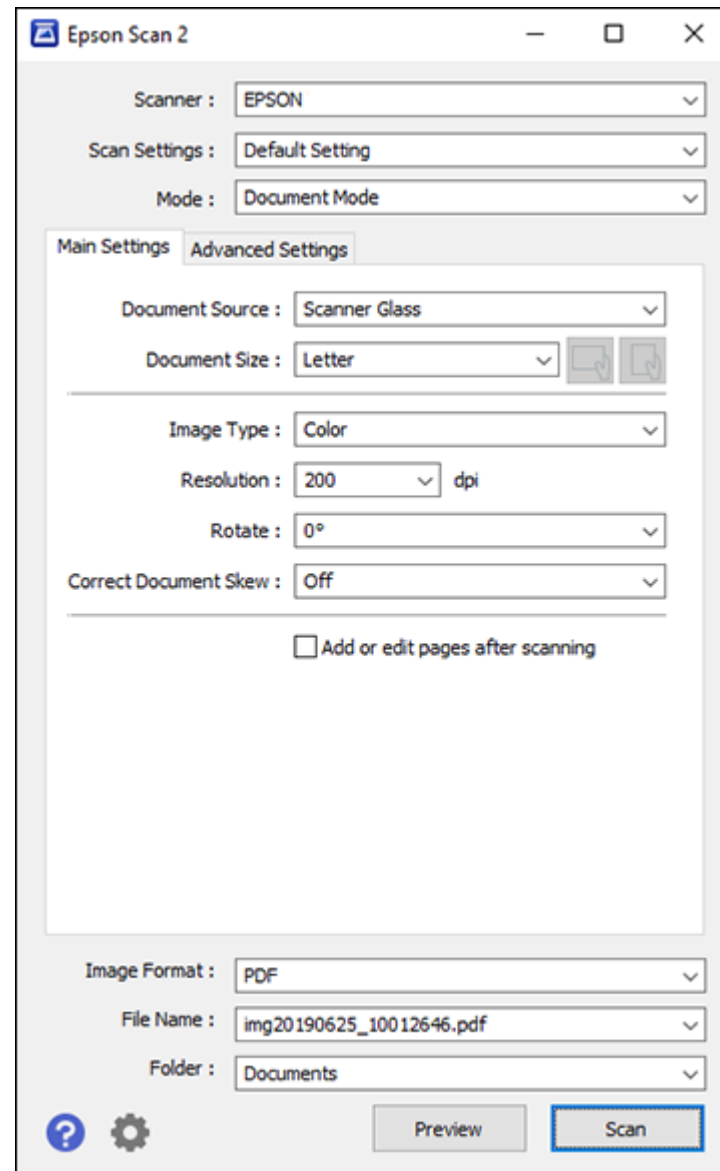 Epson Scan 2
Scanner : EPSON
Scan Settings : Default Setting
Mode : Document Mode
Main Settings Advanced Settings
Document Source : Scanner Glass
Document Size : Letter
Image Type : Color
Resolution : 200 dpi
Rotate : 0°
Correct Document Skew : Off
Add or edit pages after scanning
Image Format : PDF
File Name : img20190625_10012646.pdf
Folder : Documents
? Preview Scan